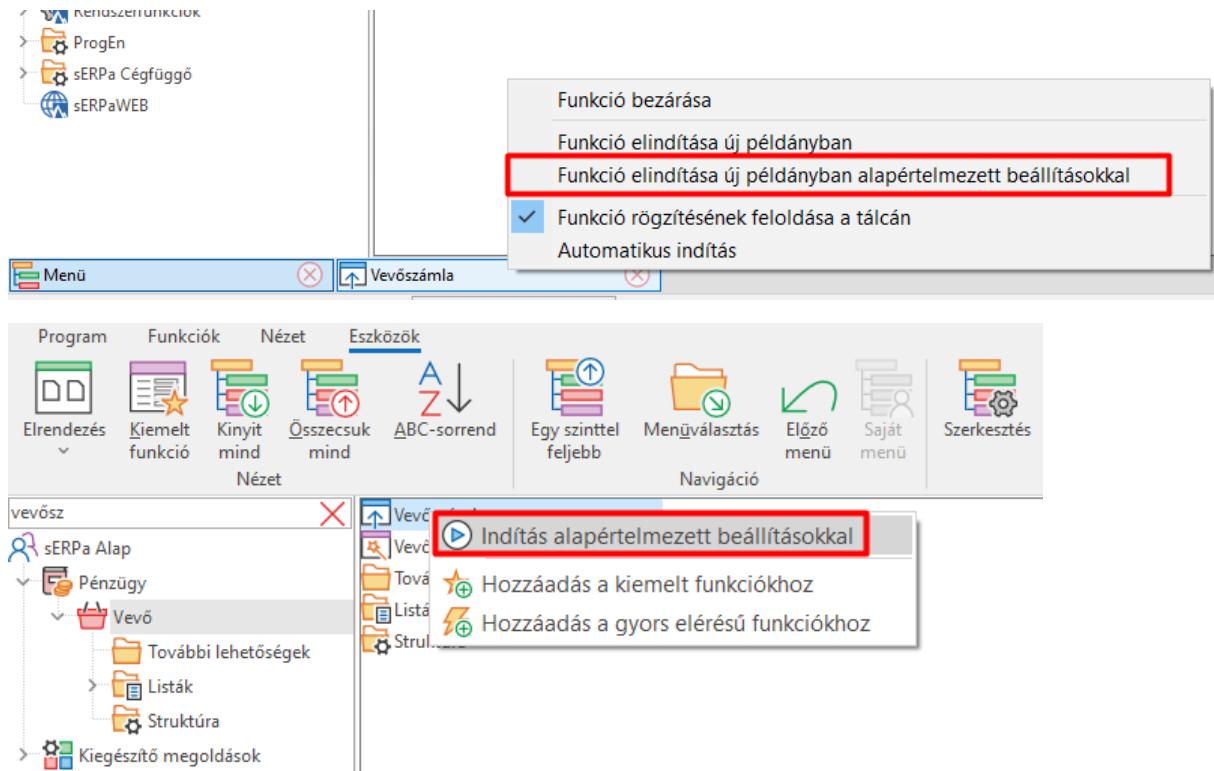 Rendszerfunkciók
ProgEn
sERPa Cégfüggő
sERPaWEB
Funkció bezárása
Funkció elindítása új példányban
Funkció elindítása új példányban alapértelmezett beállításokkal
Funkció rögzítésének feloldása a tálcán
Automatikus indítás
Menü
Vevőszámla
Program Funkciók Nézet Eszközök
Elrendezés
Kiemelt funkció
Kinyit mind
Összecsuk mind
ABC-sorrend
Egy szinttel feljebb
Menüválasztás
Előző menü
Saját menü
Szerkesztés
Nézet
Navigáció
vevősz
sERPa Alap
Pénzügy
Vevő
További lehetőségek
Listák
Struktúra
Kiegészítő megoldások
Indítás alapértelmezett beállításokkal
Hozzáadás a kiemelt funkciókhoz
Hozzáadás a gyors elérésű funkciókhoz